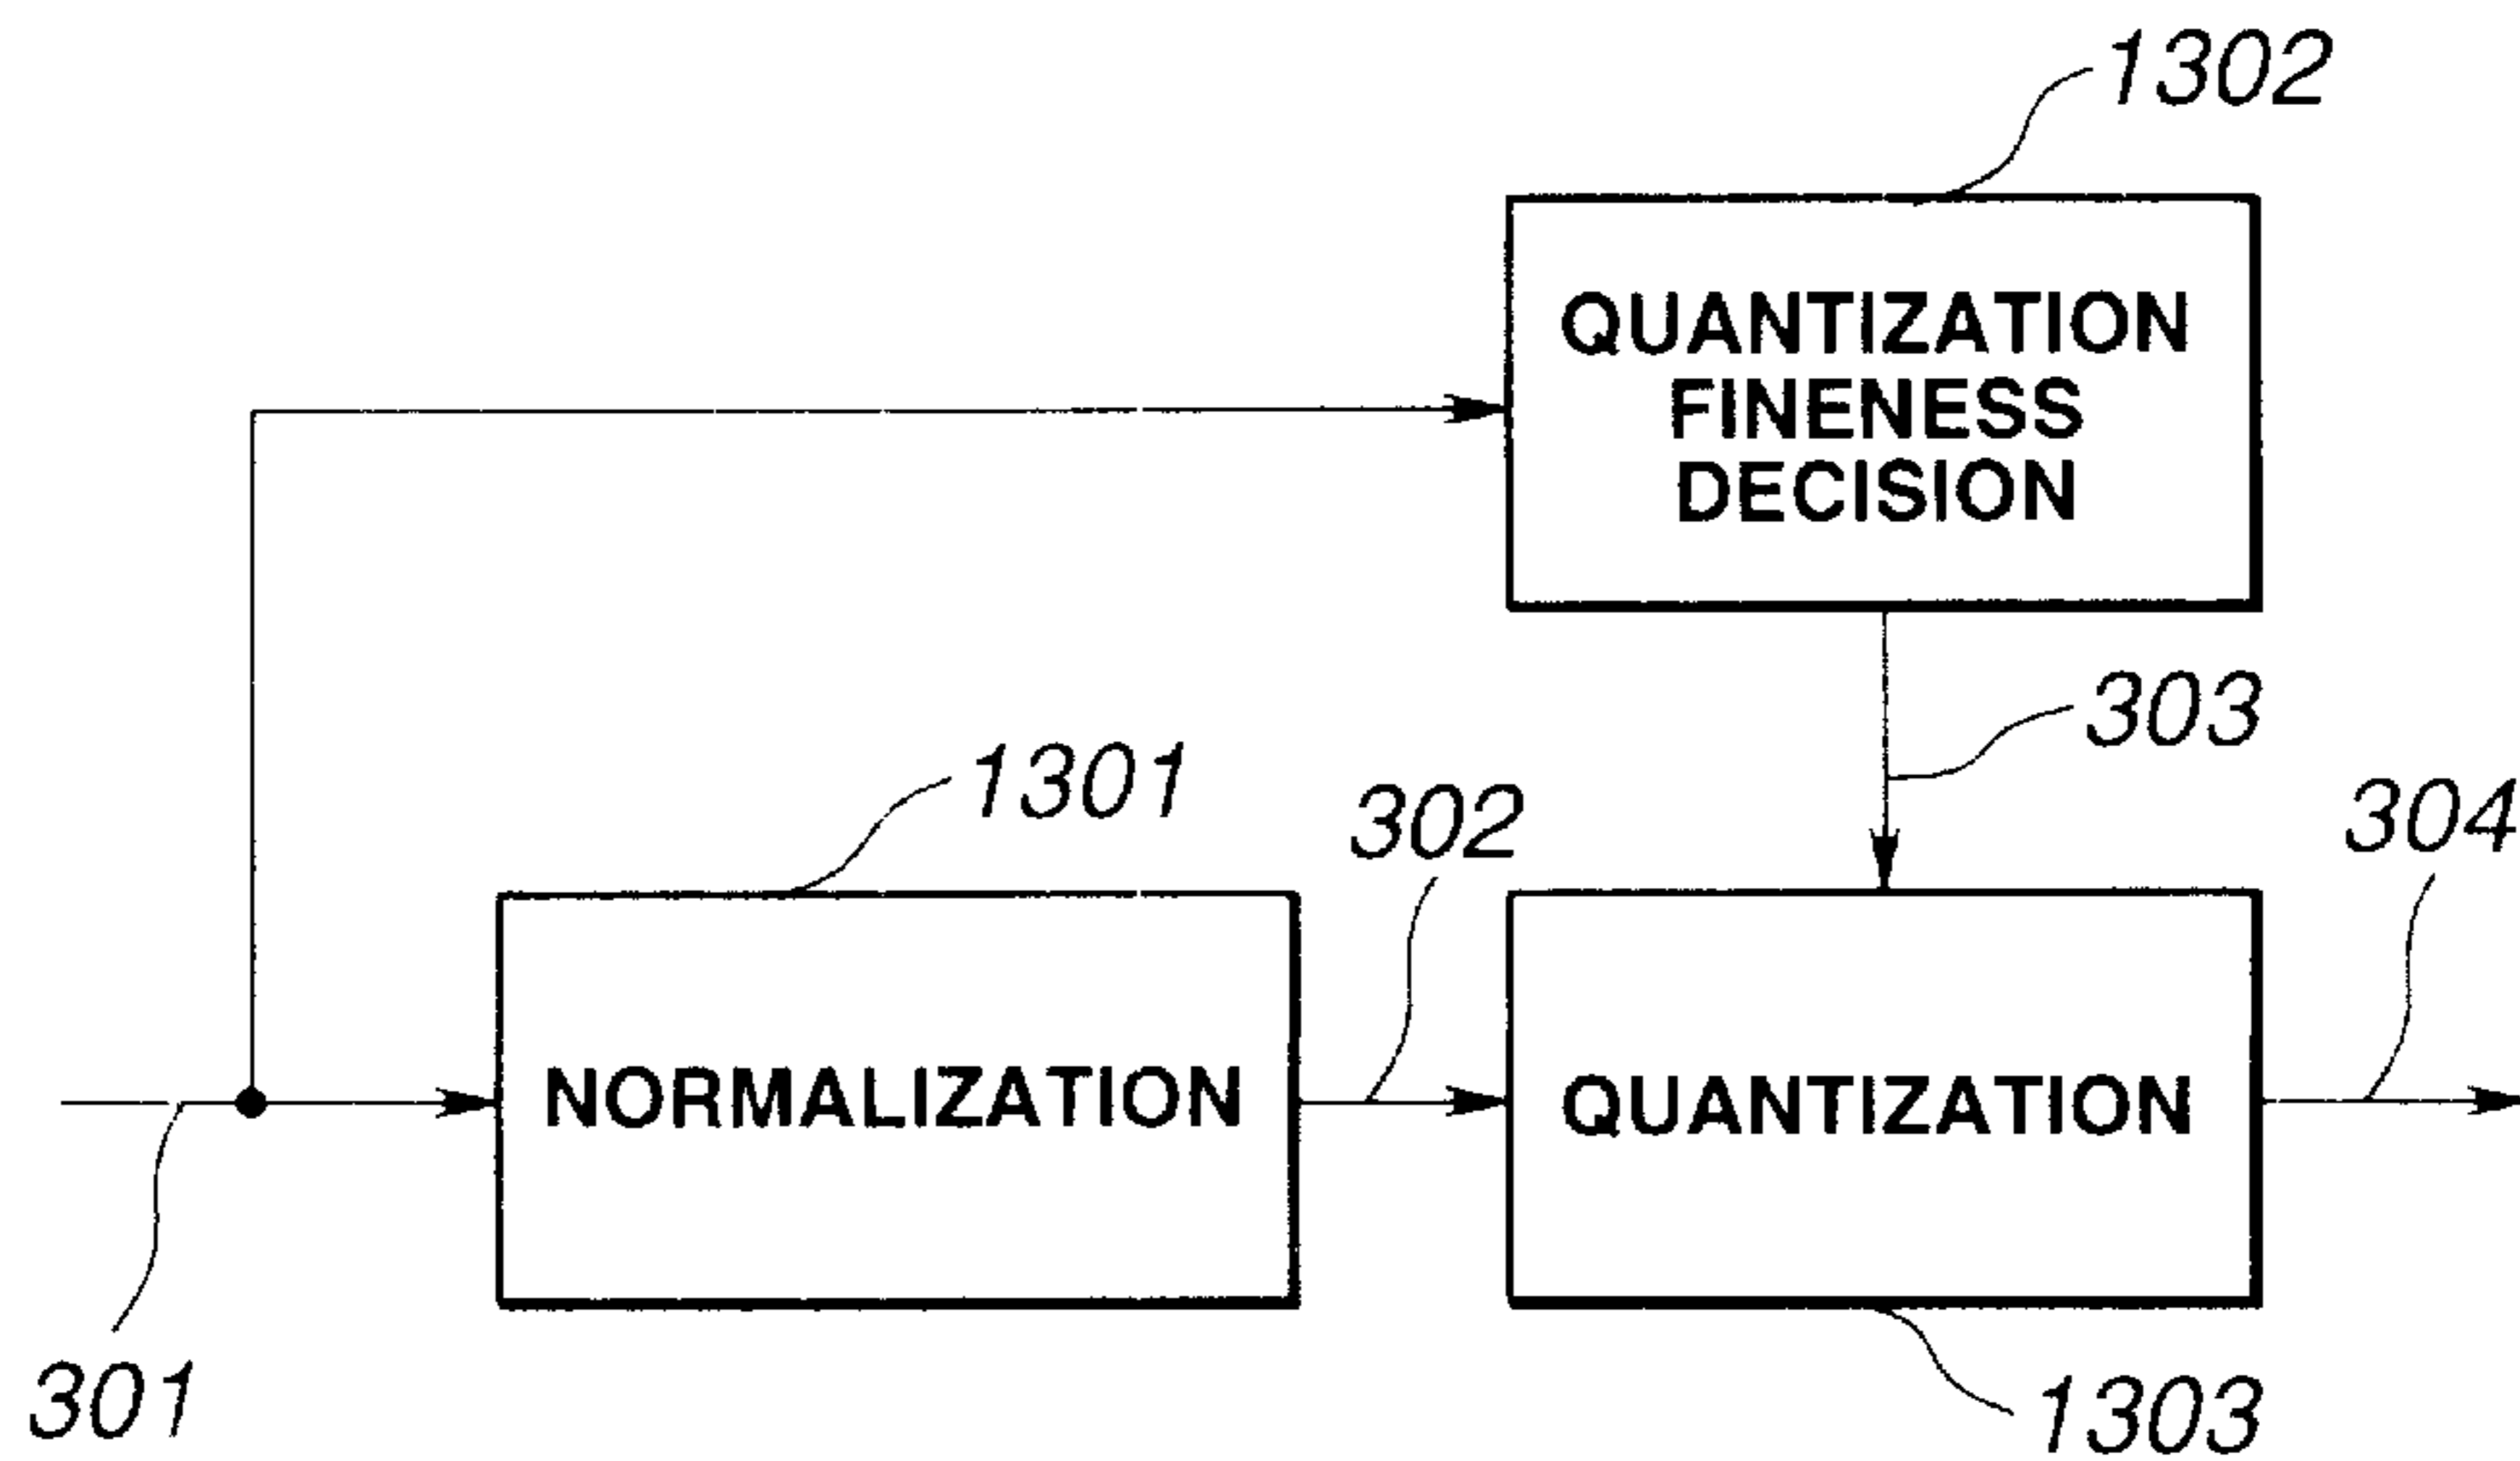 1302
QUANTIZATION
FINENESS
DECISION
303
1301
302
304
NORMALIZATION
QUANTIZATION
301
1303